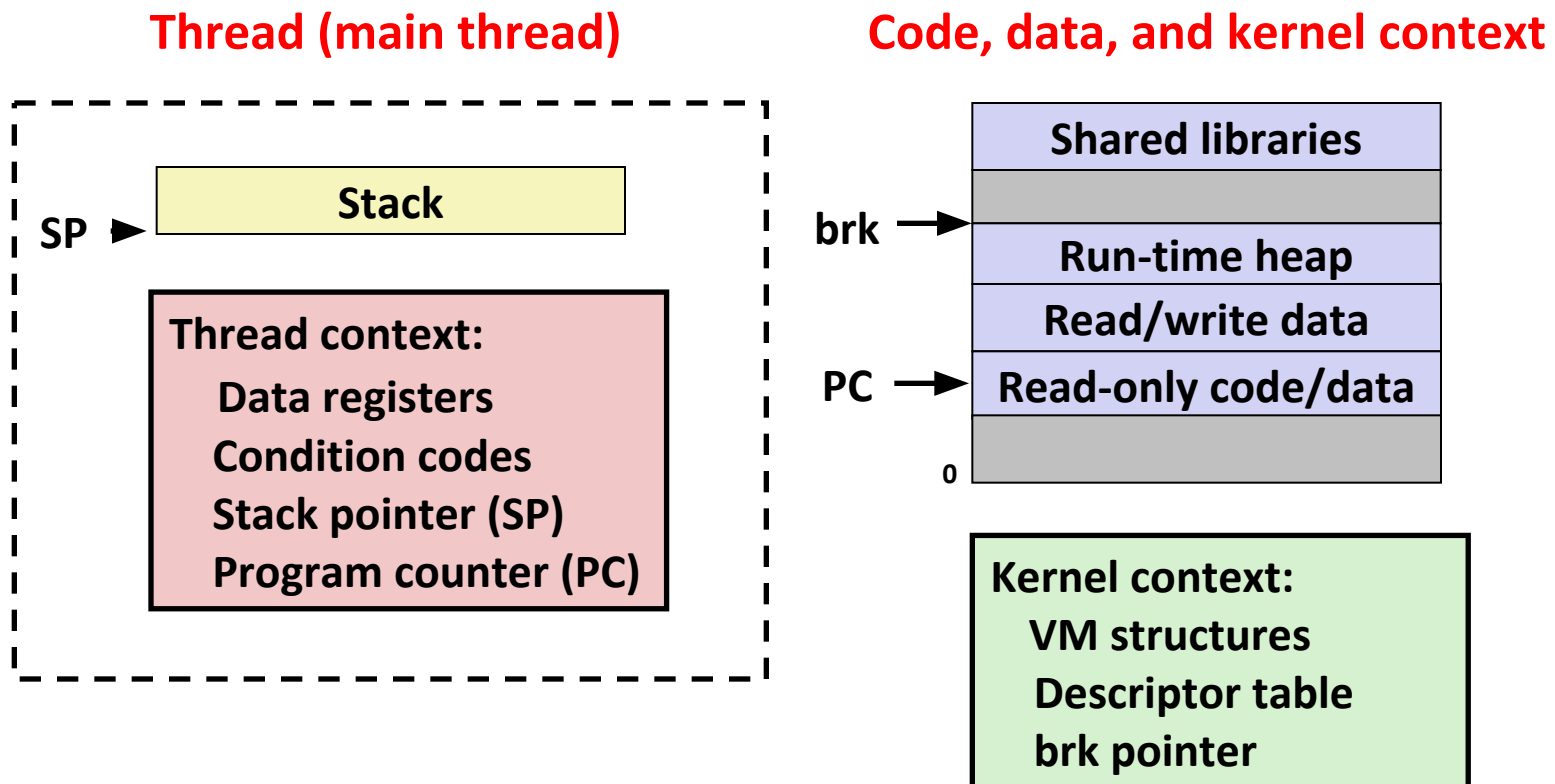 Thread (main thread)
Stack
SP
Thread context:
Data registers
Condition codes
Stack pointer (SP)
Program counter (PC)
Code, data, and kernel context
Shared libraries
brk
Run-time heap
Read/write data
PC
Read-only code/data
0
Kernel context:
VM structures
Descriptor table
brk pointer